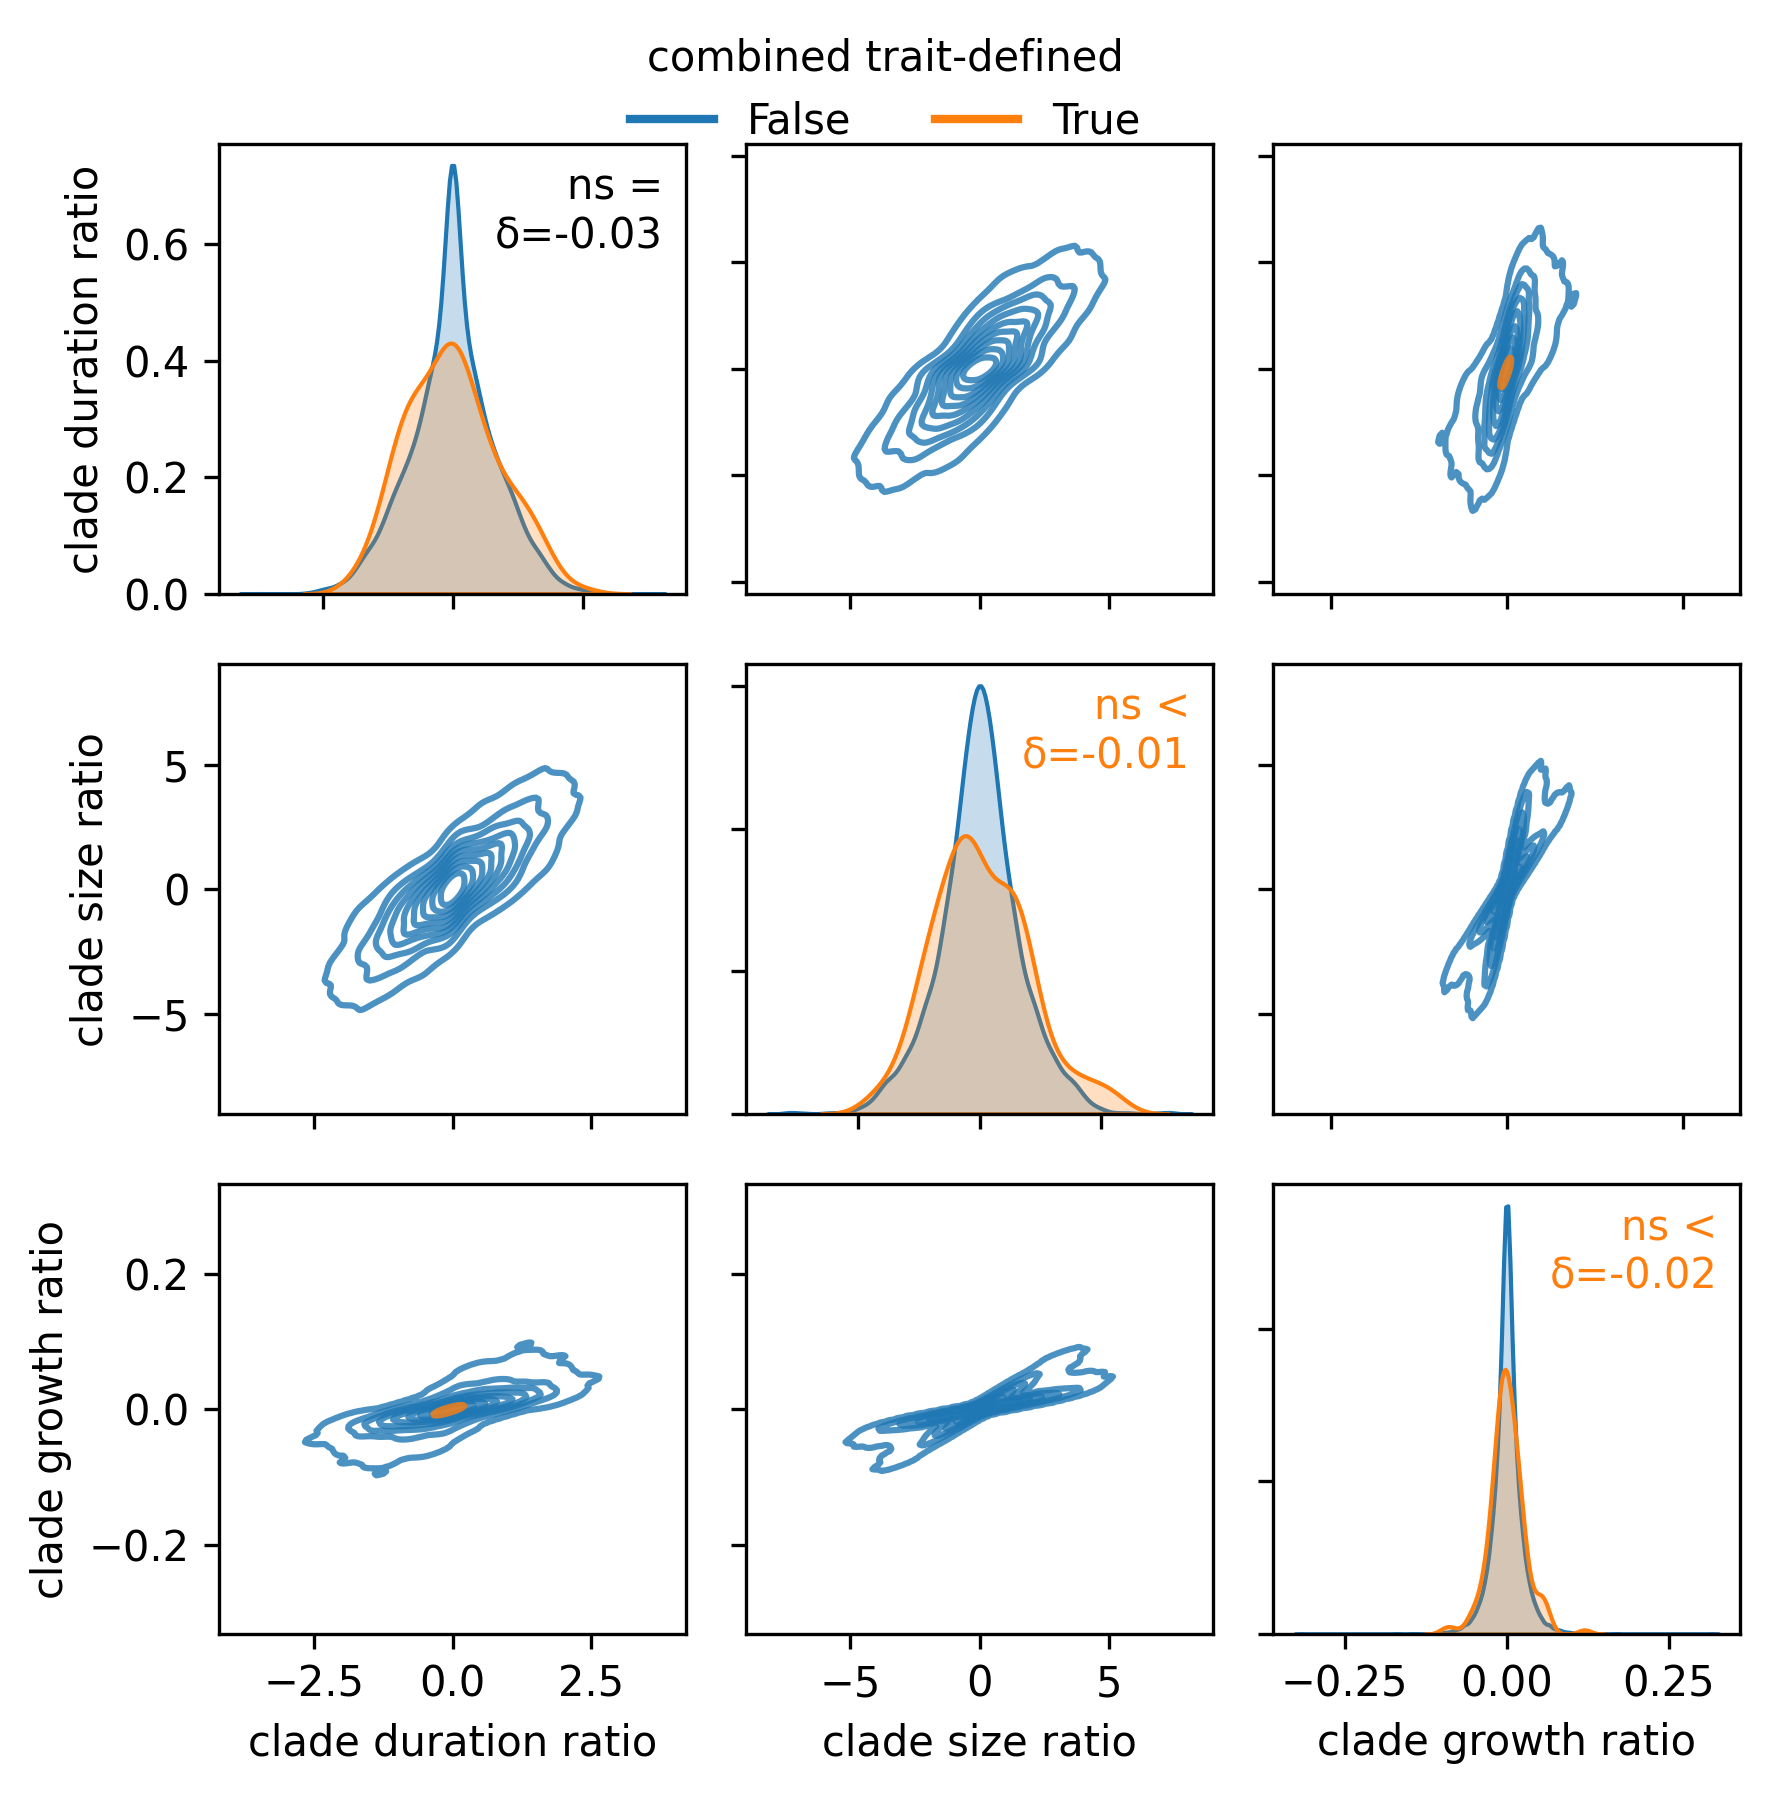 combined trait-defined
False True
clade duration ratio
0.6
0.4
0.2
0.0
ns =
δ=-0.03
clade size ratio
5
0
−5
ns <
δ=-0.01
clade growth ratio
0.2
0.0
−0.2
ns <
δ=-0.02
−2.5 0.0 2.5
−5 0 5
−0.25 0.00 0.25
clade duration ratio
clade size ratio
clade growth ratio